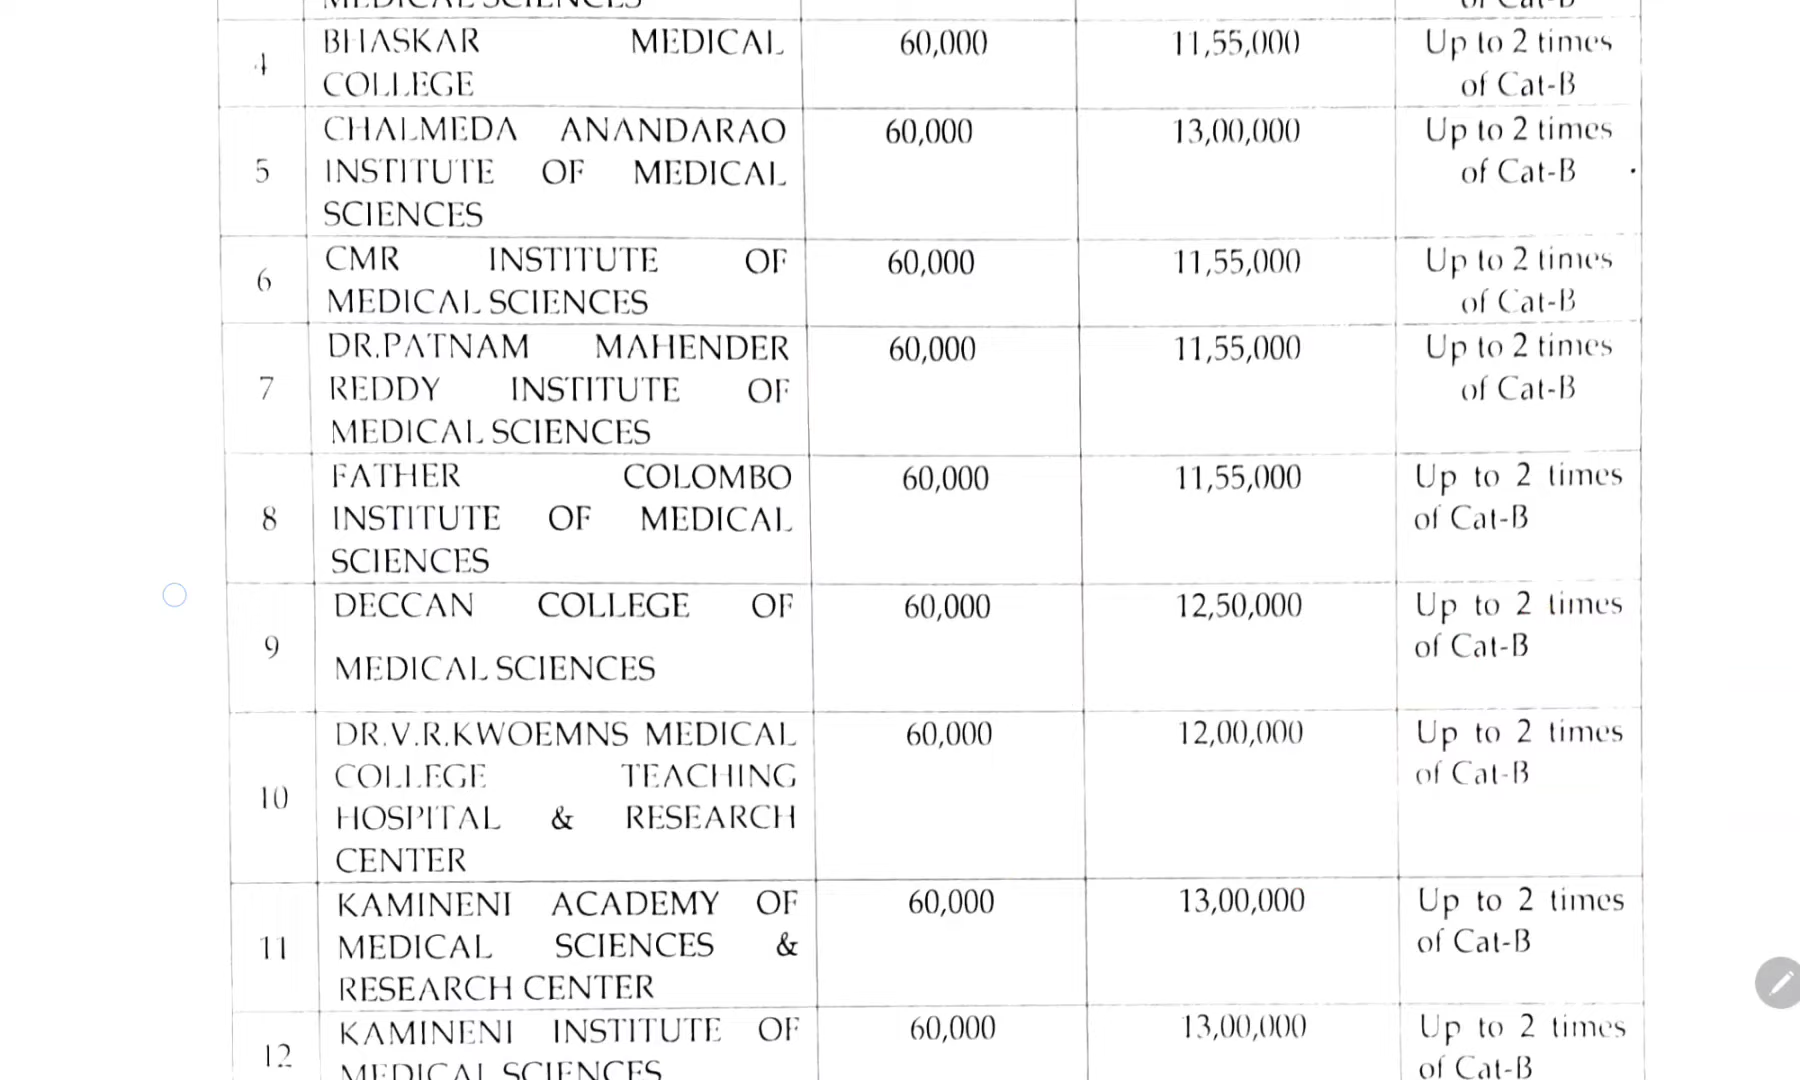 MEDICAL SCIENCES of Cat-B
4 BHASKAR MEDICAL 60,000 11,55,000 Up to 2 times
COLLEGE of Cat-B
CHALMEDA ANANDARAO 60,000 13,00,000 Up to 2 times
5 INSTITUTE OF MEDICAL of Cat-B
SCIENCES
6 CMR INSTITUTE OF 60,000 11,55,000 Up to 2 times
MEDICAL SCIENCES of Cat-B
DR.PATNAM MAHENDER 60,000 11,55,000 Up to 2 times
7 REDDY INSTITUTE OF of Cat-B
MEDICAL SCIENCES
FATHER COLOMBO 60,000 11,55,000 Up to 2 times
8 INSTITUTE OF MEDICAL of Cat-B
SCIENCES
DECCAN COLLEGE OF 60,000 12,50,000 Up to 2 times
9 of Cat-B
MEDICAL SCIENCES
DR.V.R.KWOEMNS MEDICAL 60,000 12,00,000 Up to 2 times
COLLEGE TEACHING of Cat-B
10 HOSPITAL & RESEARCH
CENTER
KAMINENI ACADEMY OF 60,000 13,00,000 Up to 2 times
11 MEDICAL SCIENCES & of Cat-B
RESEARCH CENTER
12 KAMINENI INSTITUTE OF 60,000 13,00,000 Up to 2 times
MEDICAL SCIENCES of Cat-B